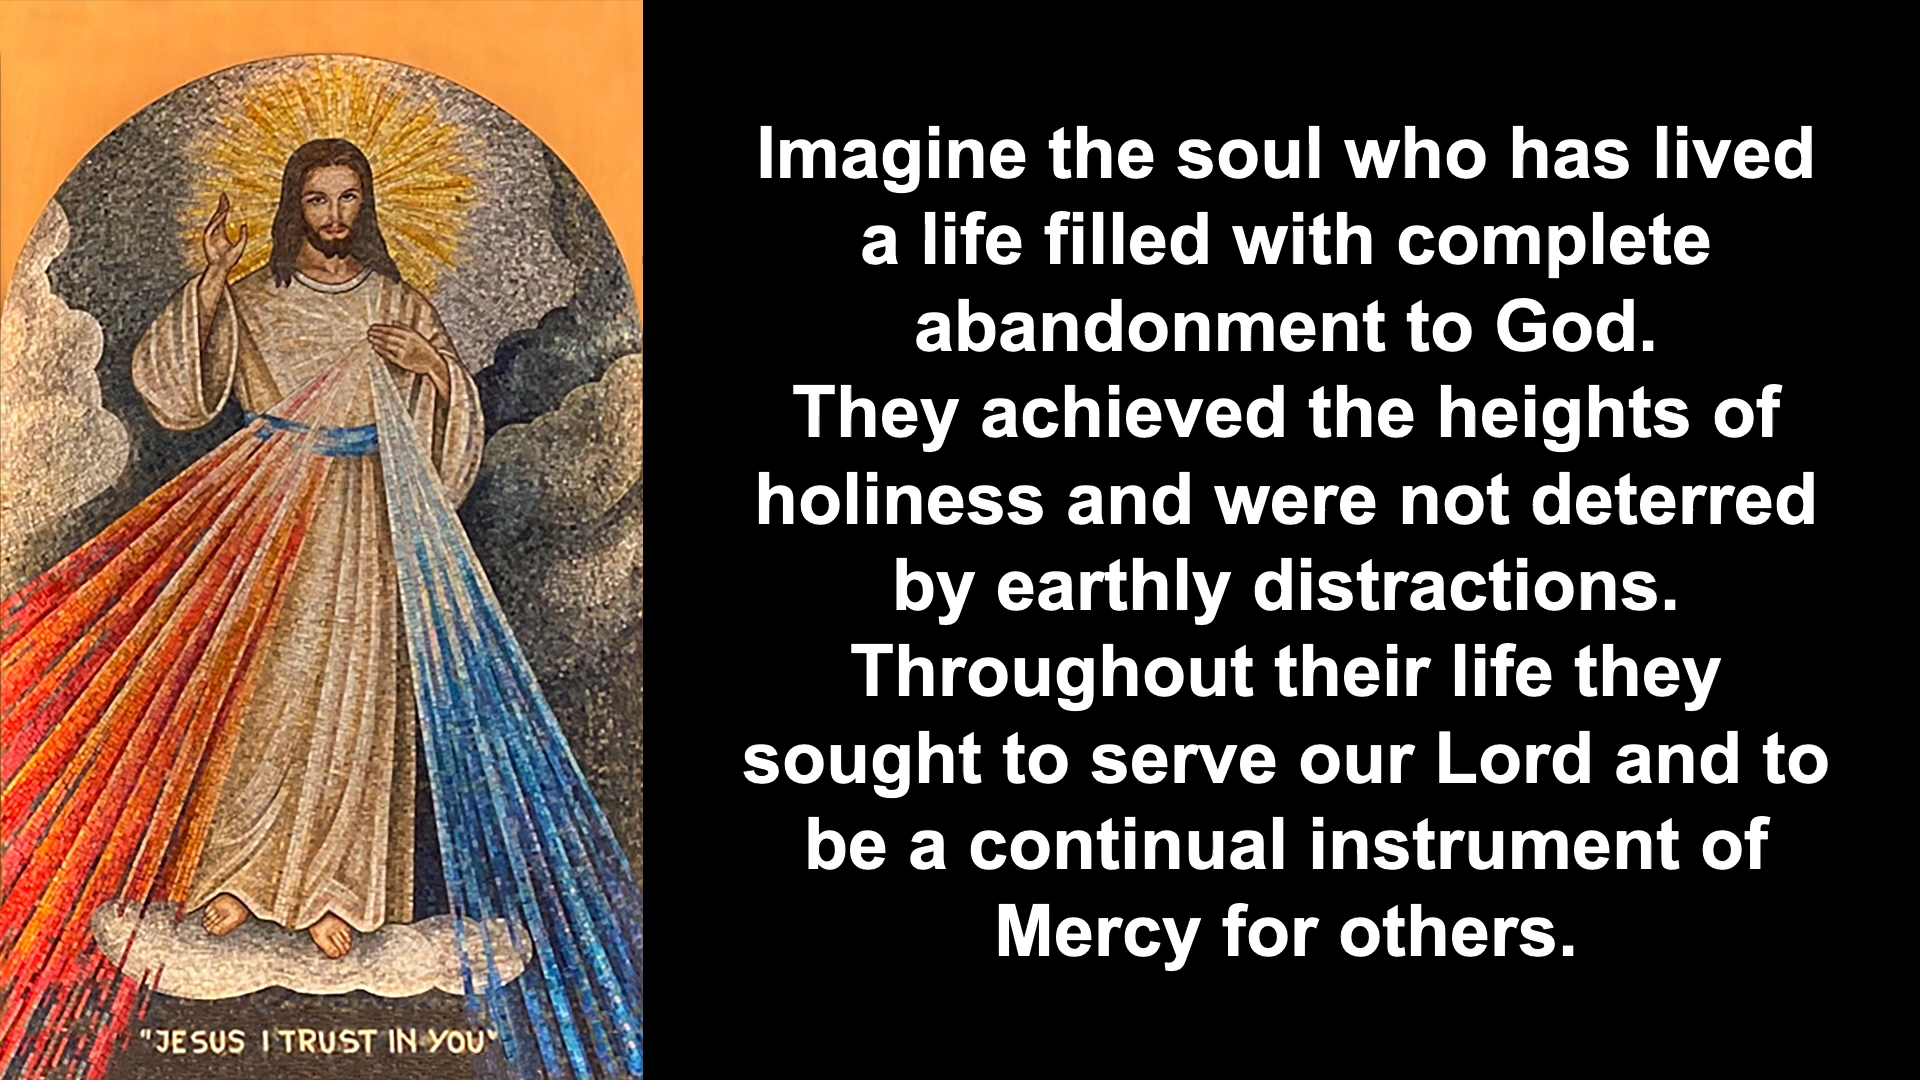 Imagine the soul who has lived
a life filled with complete
abandonment to God.
They achieved the heights of
holiness and were not deterred
by earthly distractions.
Throughout their life they
sought to serve our Lord and to
be a continual instrument of
Mercy for others.
"JESUS I TRUST IN YOU"